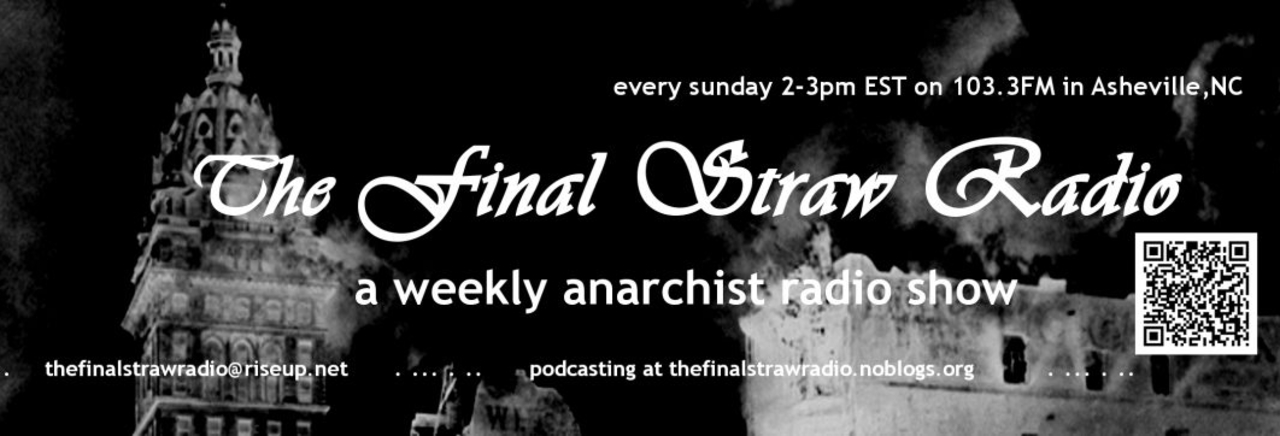 every sunday 2-3pm EST on 103.3FM in Asheville,NC
The Final Straw Radio
a weekly anarchist radio show
. thefinalstrawradio@riseup.net . ... . .. podcasting at thefinalstrawradio.noblogs.org . ... . ..